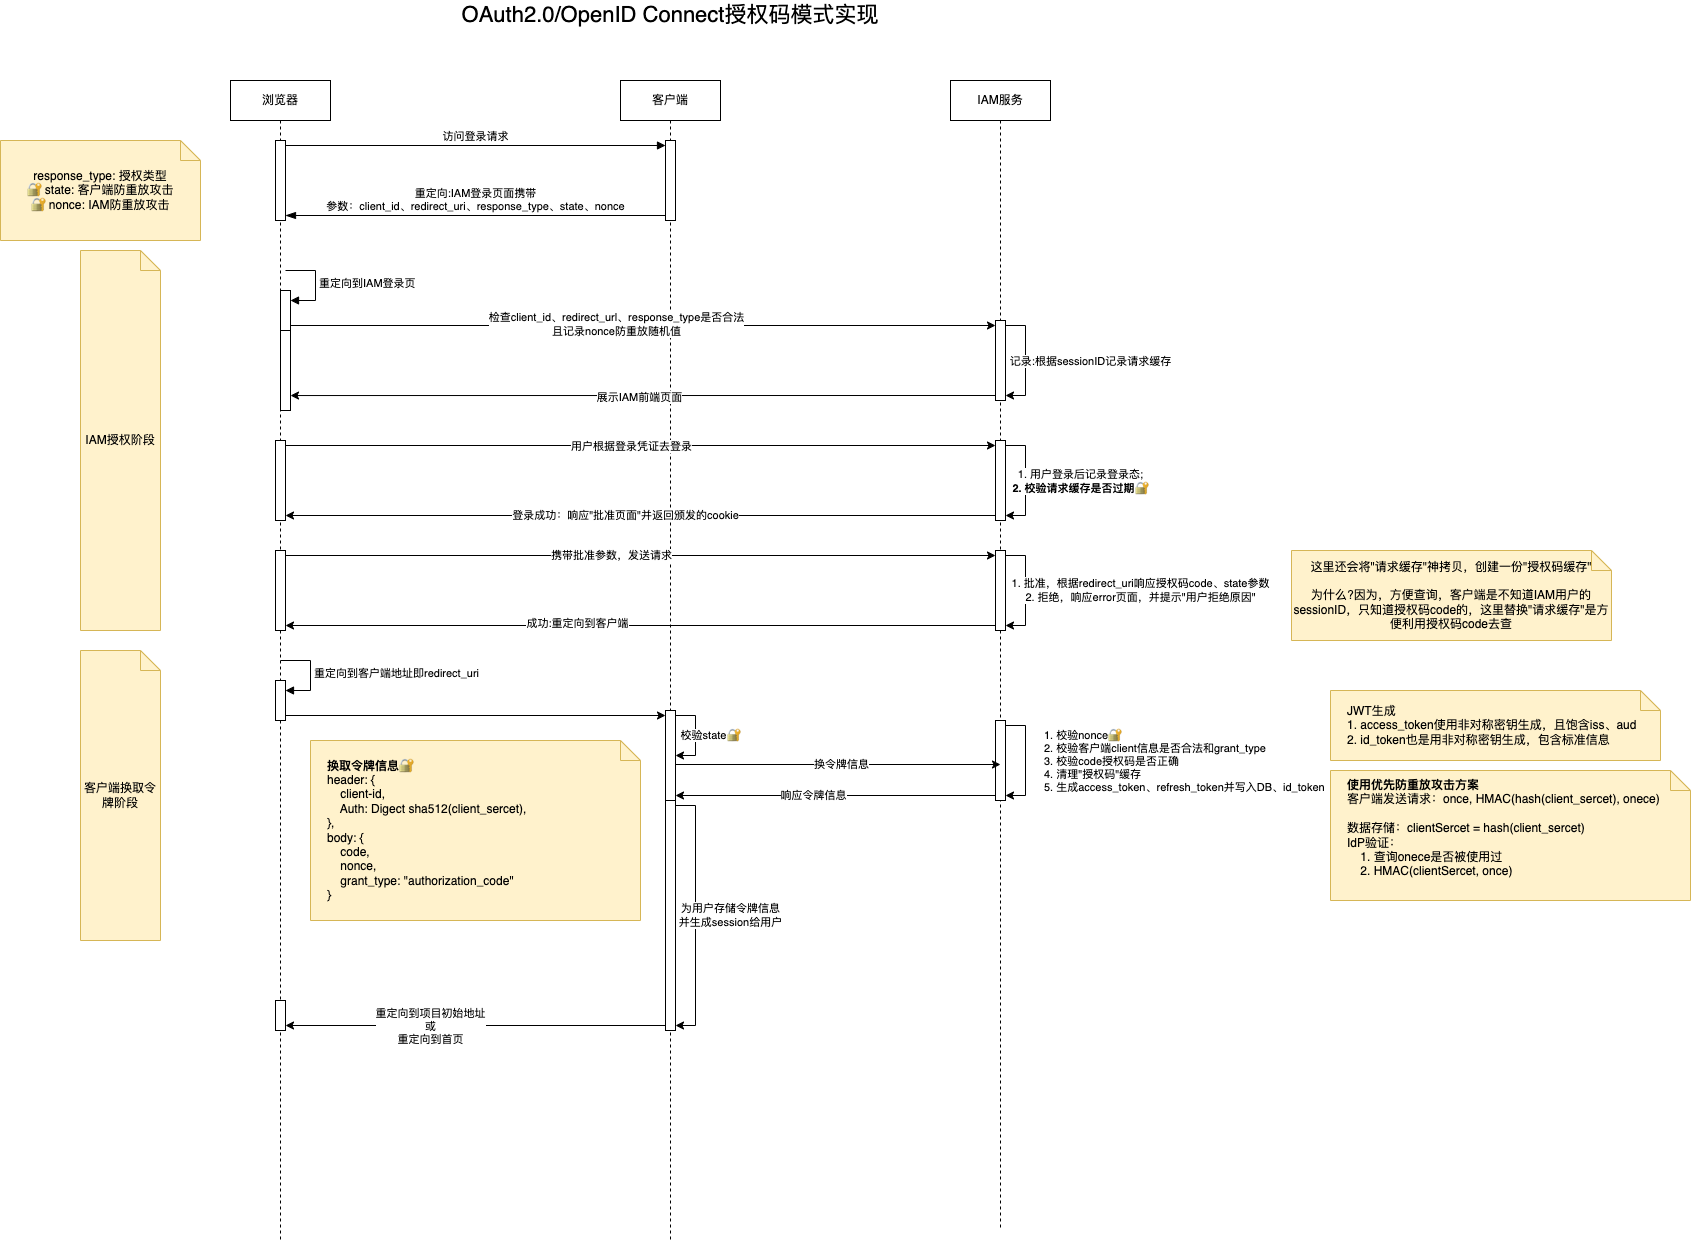 OAuth2.0/OpenID Connect授权码模式实现
浏览器
客户端
IAM服务
访问登录请求
response_type: 授权类型
🔐 state: 客户端防重放攻击
🔐 nonce: IAM防重放攻击
重定向:IAM登录页面携带
参数：client_id、redirect_uri、response_type、state、nonce
IAM授权阶段
重定向到IAM登录页
检查client_id、redirect_url、response_type是否合法
且记录nonce防重放随机值
记录:根据sessionID记录请求缓存
展示IAM前端页面
用户根据登录凭证去登录
1. 用户登录后记录登录态;
2. 校验请求缓存是否过期🔐
登录成功：响应"批准页面"并返回颁发的cookie
携带批准参数，发送请求
1. 批准，根据redirect_uri响应授权码code、state参数
2. 拒绝，响应error页面，并提示"用户拒绝原因"
成功:重定向到客户端
这里还会将"请求缓存"神拷贝，创建一份"授权码缓存"
为什么?因为，方便查询，客户端是不知道IAM用户的
sessionID，只知道授权码code的，这里替换"请求缓存"是方
便利用授权码code去查
客户端换取令
牌阶段
重定向到客户端地址即redirect_uri
校验state🔐
换取令牌信息🔐
header: {
client-id,
Auth: Digect sha512(client_sercet),
},
body: {
code,
nonce,
grant_type: "authorization_code"
}
换令牌信息
响应令牌信息
1. 校验nonce🔐
2. 校验客户端client信息是否合法和grant_type
3. 校验code授权码是否正确
4. 清理"授权码"缓存
5. 生成access_token、refresh_token并写入DB、id_token
JWT生成
1. access_token使用非对称密钥生成，且饱含iss、aud
2. id_token也是用非对称密钥生成，包含标准信息
使用优先防重放攻击方案
客户端发送请求：once, HMAC(hash(client_sercet), onece)
数据存储：clientSercet = hash(client_sercet)
IdP验证：
1. 查询onece是否被使用过
2. HMAC(clientSercet, once)
为用户存储令牌信息
并生成session给用户
重定向到项目初始地址
或
重定向到首页